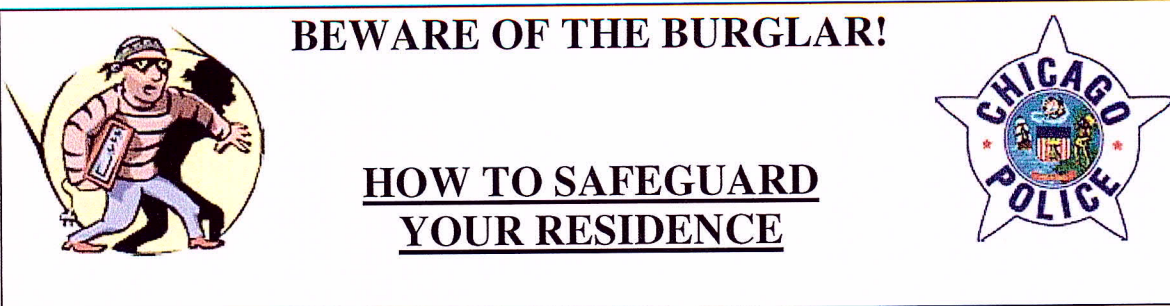 BEWARE OF THE BURGLAR!
HOW TO SAFEGUARD
YOUR RESIDENCE
CHICAGO
POLICE